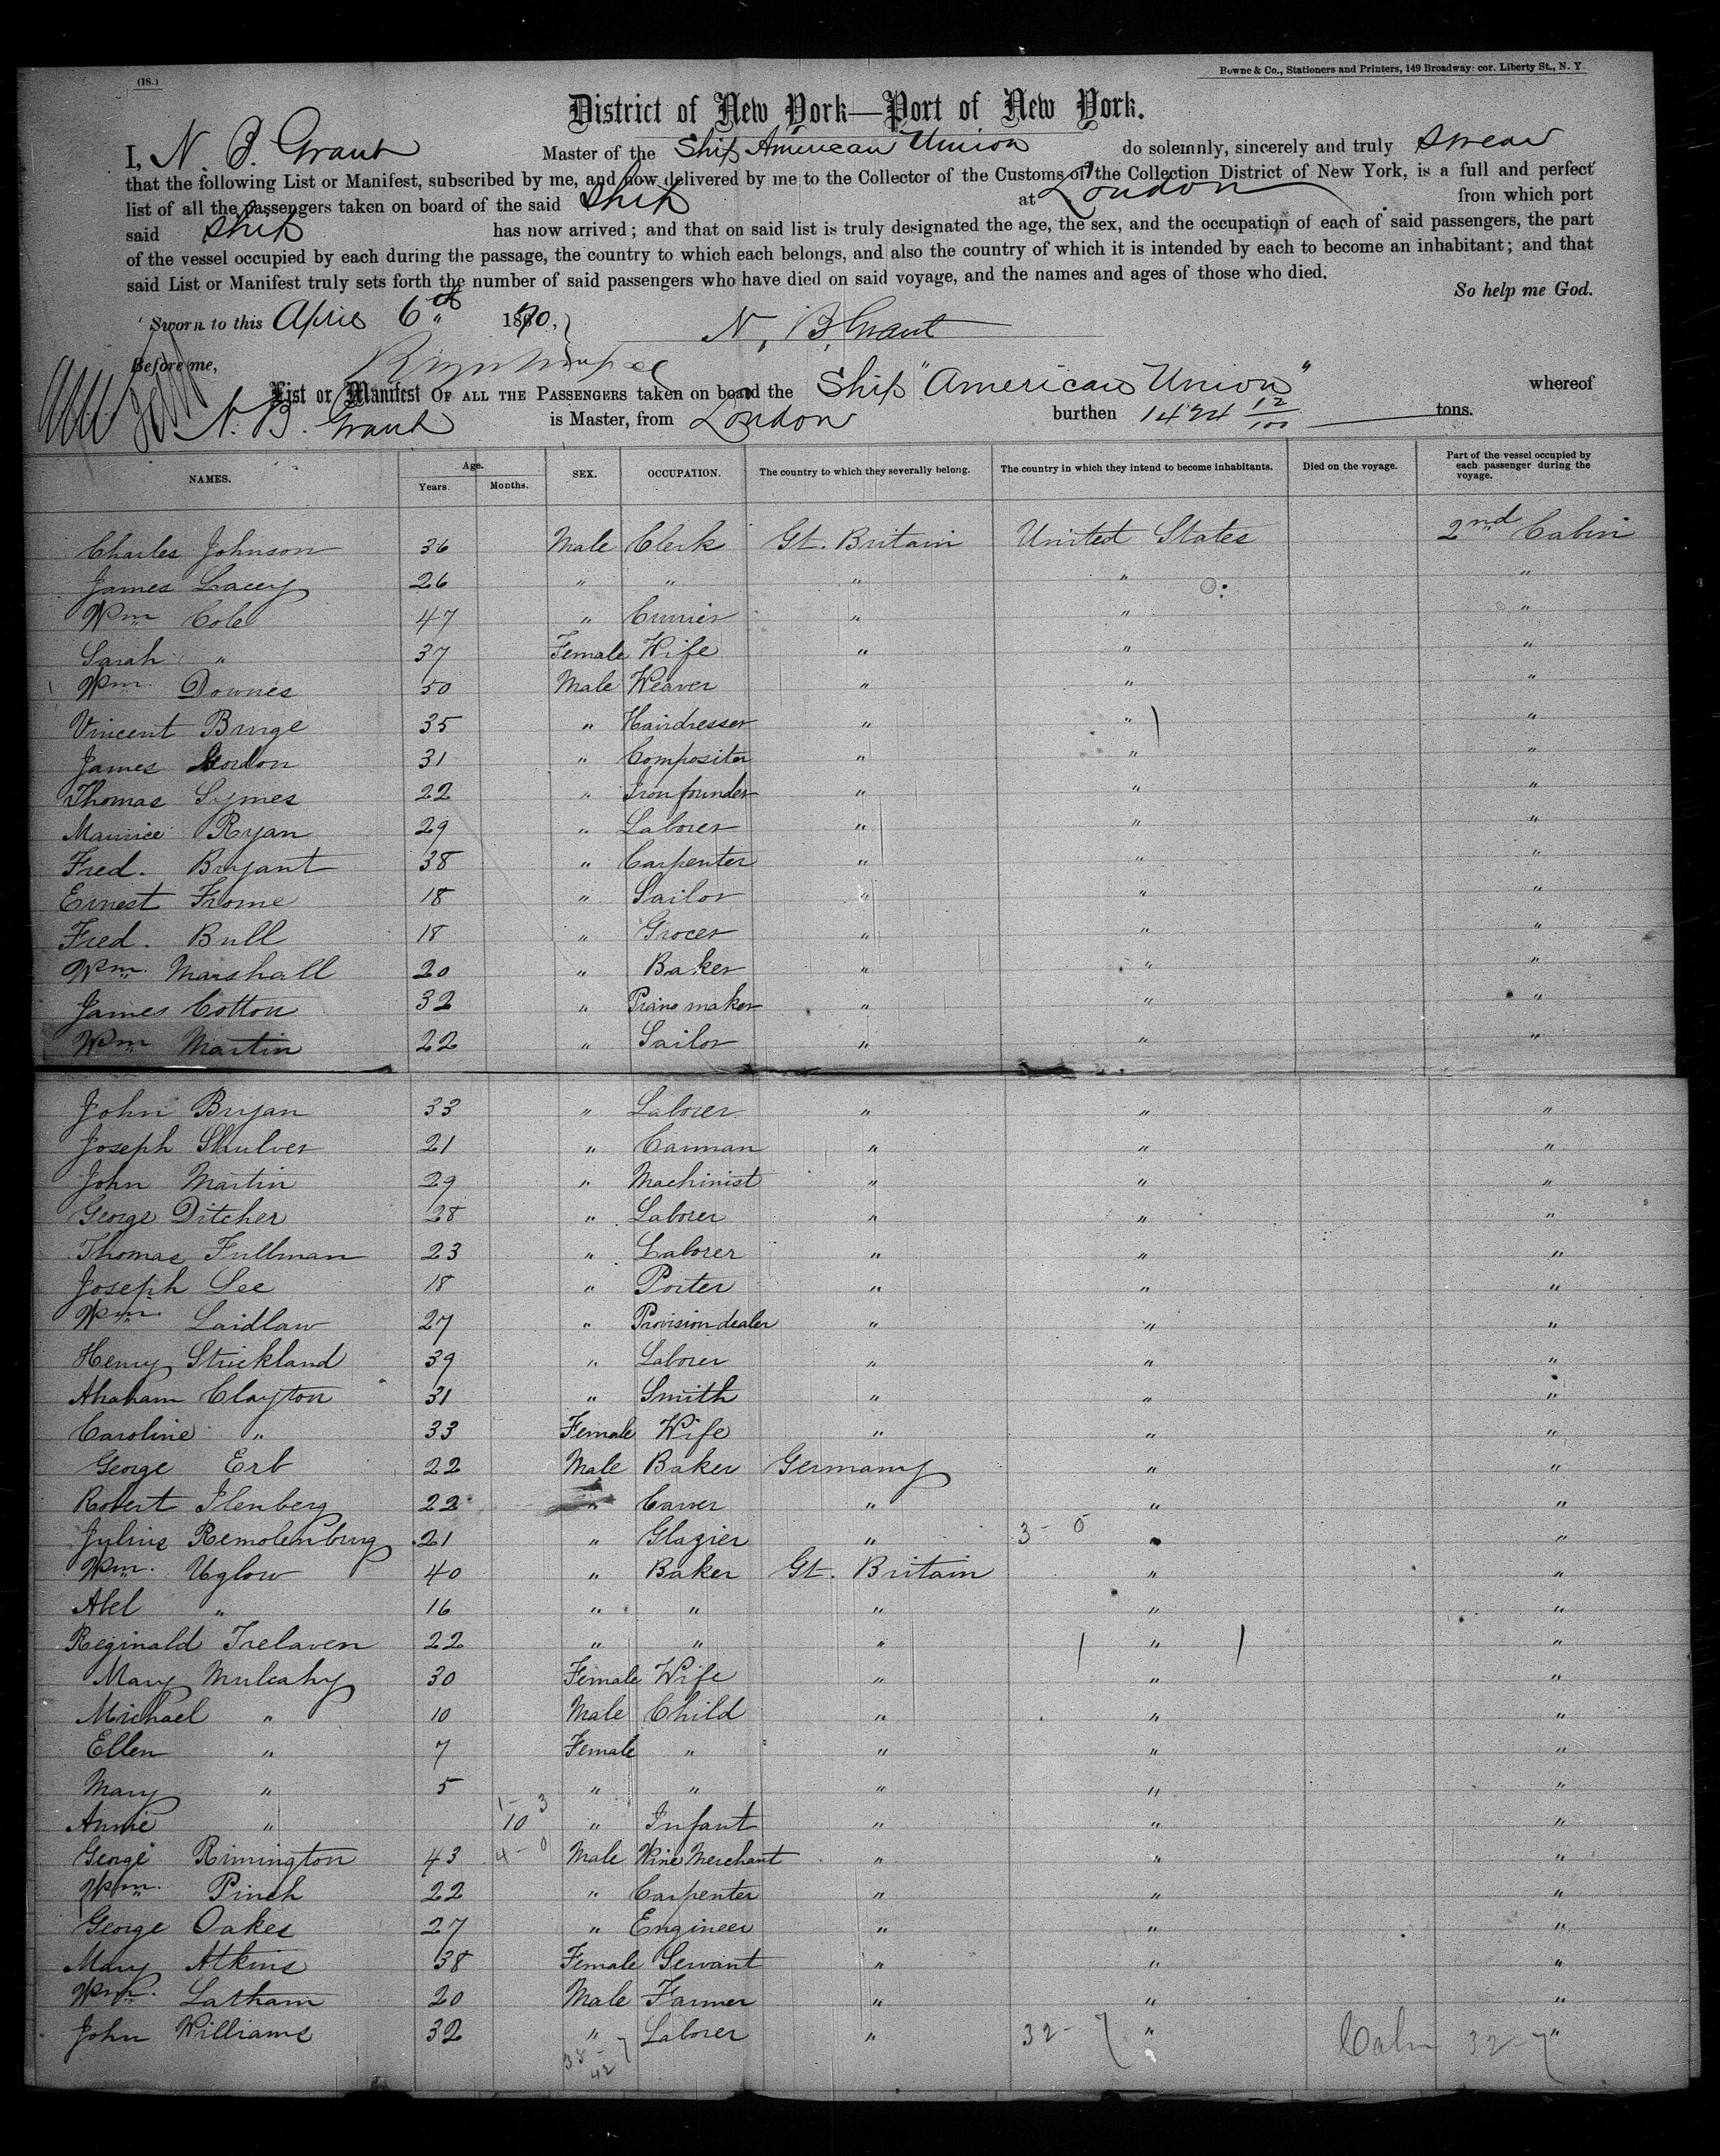 (18.)
Bowne & Co., Stationers and Printers, 149 Broadway: cor. Liberty St., N. Y.
District of New York—Port of New York.
I, N. B. Grant Master of the Ship American Union do solemnly, sincerely and truly swear
that the following List or Manifest, subscribed by me, and now delivered by me to the Collector of the Customs of the Collection District of New York, is a full and perfect
list of all the passengers taken on board of the said Ship at London from which port
said Ship has now arrived; and that on said list is truly designated the age, the sex, and the occupation of each of said passengers, the part
of the vessel occupied by each during the passage, the country to which each belongs, and also the country of which it is intended by each to become an inhabitant; and that
said List or Manifest truly sets forth the number of said passengers who have died on said voyage, and the names and ages of those who died.
So help me God.
Sworn to this April 6th 1870,
N. B. Grant
Before me,
List or Manifest OF ALL THE PASSENGERS taken on board the Ship "American Union" whereof
N. B. Grant is Master, from London burthen 1424 12/100 tons.
NAMES. Age. Years. Months. SEX. OCCUPATION. The country to which they severally belong. The country in which they intend to become inhabitants. Died on the voyage. Part of the vessel occupied by each passenger during the voyage.
Charles Johnson 36 Male Clerk Gt. Britain United States 2nd Cabin
James Lacey 26 " " " " "
Wm Cole 47 " Currier " " "
Sarah " 37 Female Wife " " "
Wm. Downes 50 Male Weaver " " "
Vincent Burge 35 " Hairdresser " " "
James Gordon 31 " Compositor " " "
Thomas Symes 22 " Ironfounder " " "
Maurice Ryan 29 " Laborer " " "
Fred. Bryant 38 " Carpenter " " "
Ernest Frome 18 " Sailor " " "
Fred. Bull 18 " Grocer " " "
Wm. Marshall 20 " Baker " " "
James Cotton 32 " Piano maker " " "
Wm Martin 22 " Sailor " " "
John Bryan 33 " Laborer " " "
Joseph Shulver 21 " Carman " " "
John Martin 29 " Machinist " " "
George Ditcher 28 " Laborer " " "
Thomas Fullman 23 " Laborer " " "
Joseph Lee 18 " Porter " " "
Wm. Laidlaw 27 " Provision dealer " " "
Henry Strickland 39 " Laborer " " "
Abraham Clayton 31 " Smith " " "
Caroline " 33 Female Wife " " "
George Erb 22 Male Baker Germany " "
Robert Ilenberg 22 " Carver " " "
Julius Remolenburg 21 " Glazier " 3- 0 " "
Wm. Uglow 40 " Baker Gt. Britain " "
Abel " 16 " " " " "
Reginald Trelaven 22 " " " " "
Mary Mulcahy 30 Female Wife " " "
Michael " 10 Male Child " " "
Ellen " 7 Female " " " "
Mary " 5 " " " " "
1- 3
Annie " 10 " Infant " " "
George Rimington 43 4- 0 Male Wine Merchant " " "
Wm. Pinch 22 " Carpenter " " "
George Oakes 27 " Engineer " " "
Mary Atkins 38 Female Servant " " "
Wm. Latham 20 Male Farmer " " "
John Williams 32 " Laborer " 32-7 " Cabn 32-7 "
38-7
42